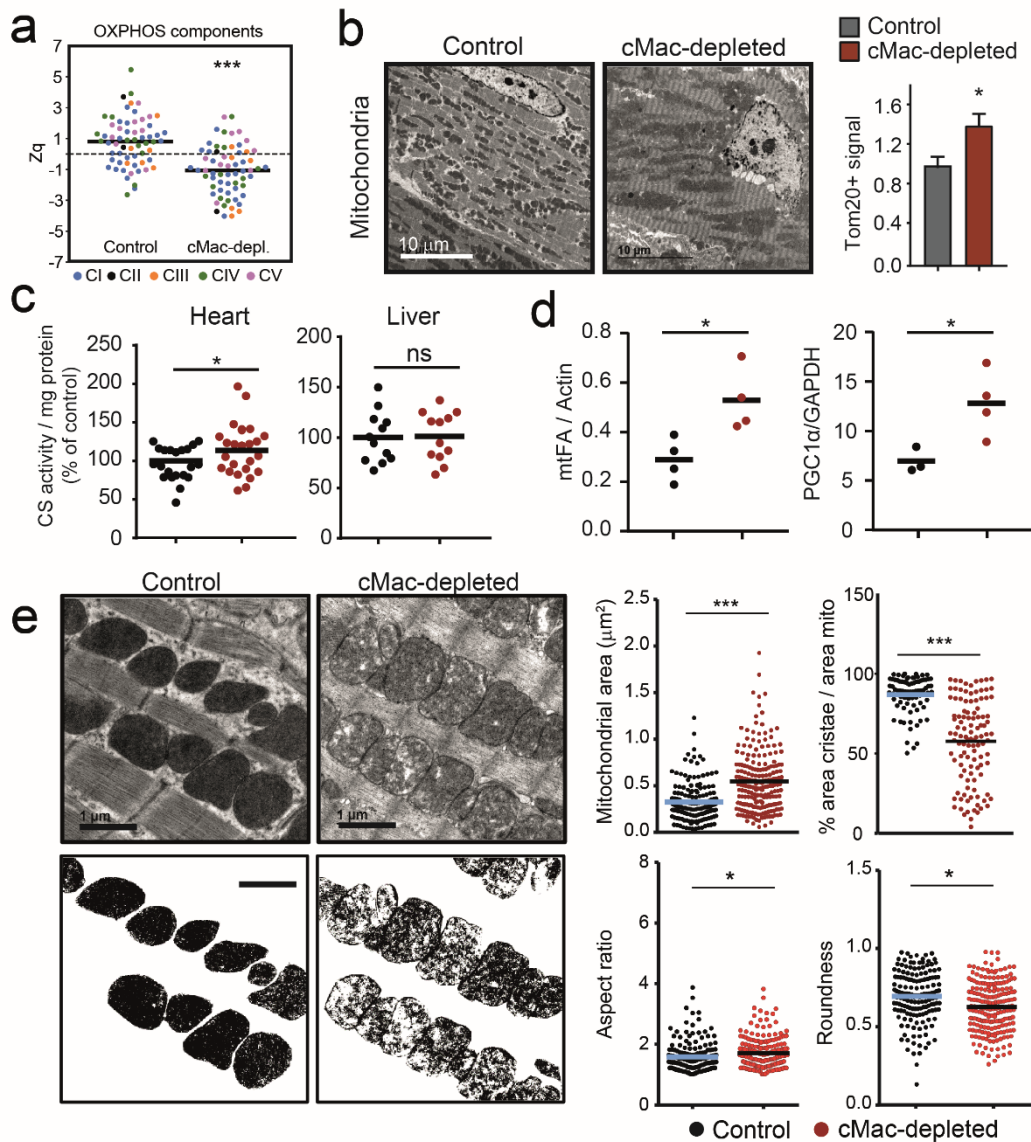 a
OXPHOS components
7
5
3
1
-1
-3
-5
-7
Zq
***
Control
cMac-depl.
CI CII CIII CIV CV
b
Control
cMac-depleted
Mitochondria
10 μm
10 μm
Control
cMac-depleted
Tom20+ signal
1.6
1.2
0.6
0.0
*
c
Heart
Liver
CS activity / mg protein
(% of control)
250
200
150
100
50
0
*
200
150
100
50
0
ns
d
mtFA / Actin
0.8
0.6
0.4
0.2
0.0
*
PGC1α/GAPDH
20
15
10
5
0
*
e
Control
cMac-depleted
1 μm
1 μm
Mitochondrial area (μm²)
2.5
2.0
1.5
1.0
0.5
0.0
***
% area cristae / area mito
150
100
50
0
***
Aspect ratio
8
6
4
2
0
*
Roundness
1.5
1.0
0.5
0.0
*
Control
cMac-depleted